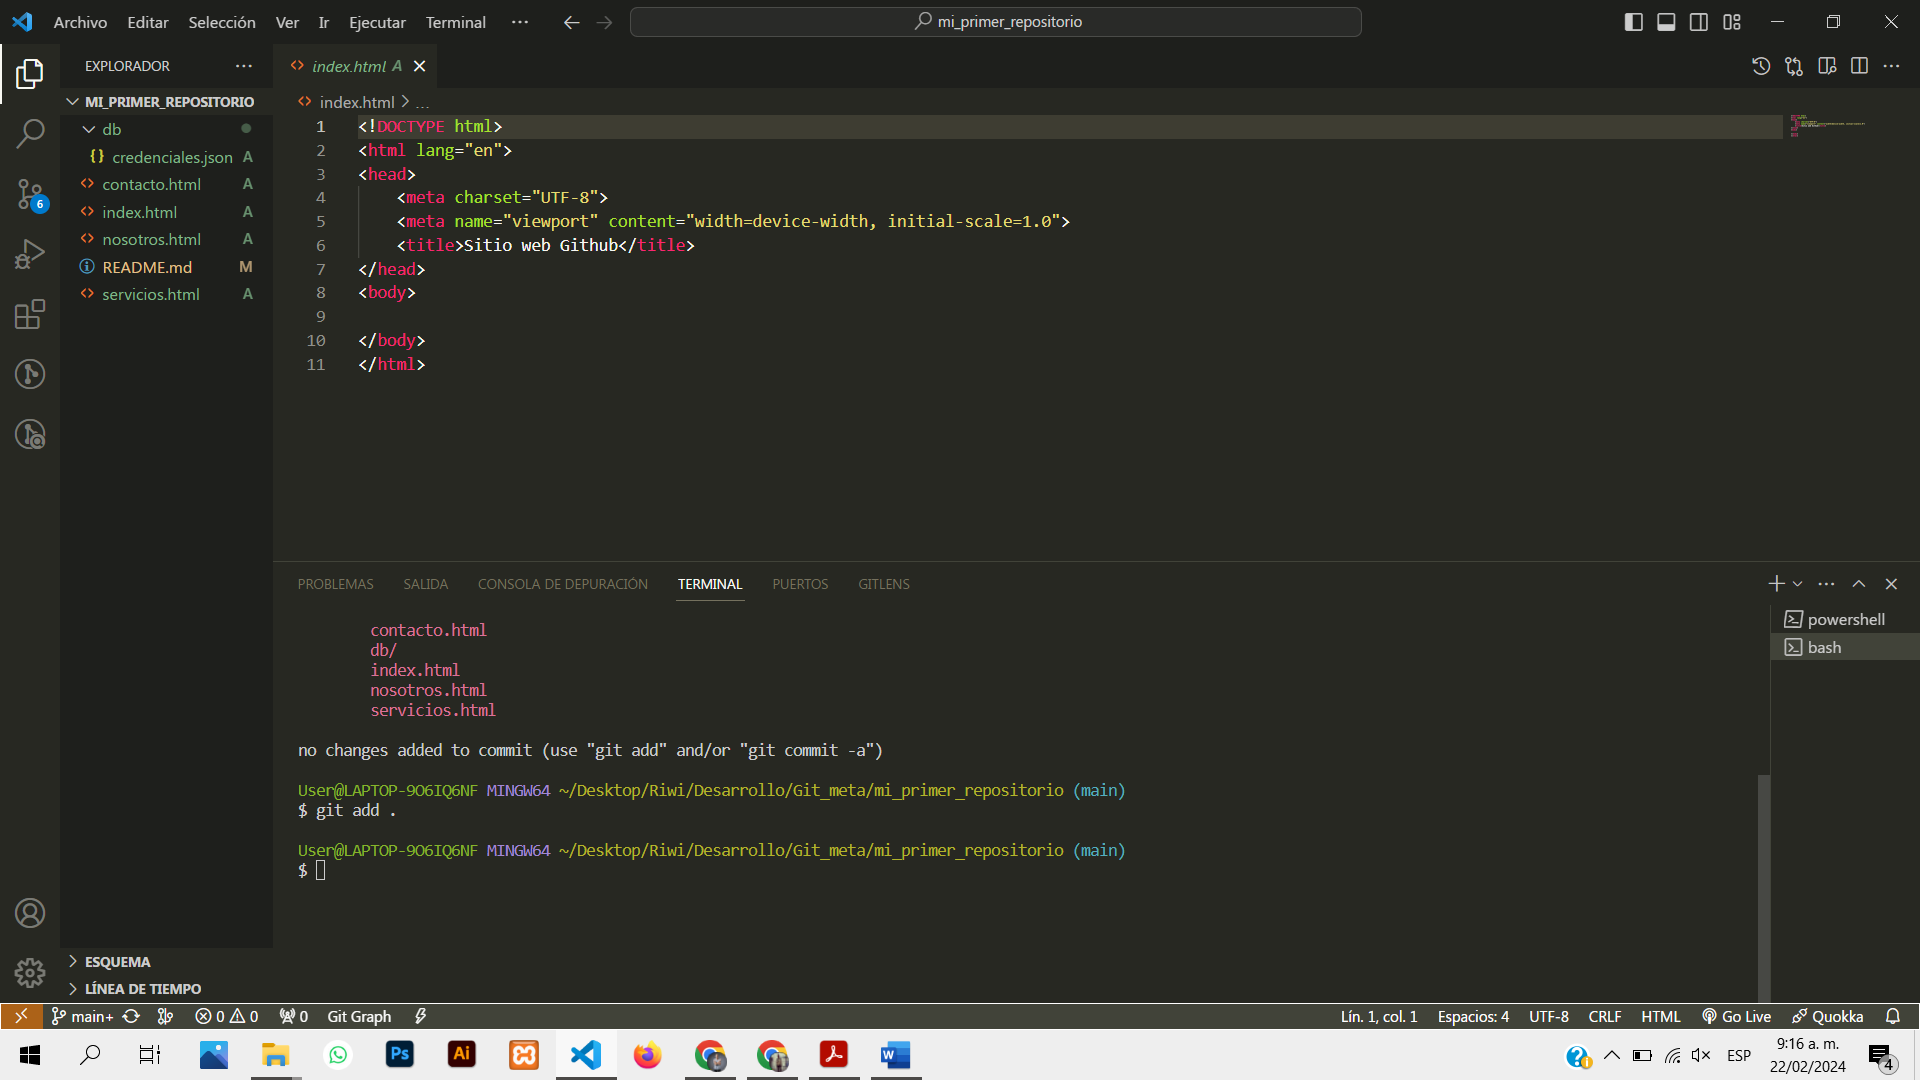 Archivo Editar Selección Ver Ir Ejecutar Terminal ··· mi_primer_repositorio
EXPLORADOR ···
index.html A
MI_PRIMER_REPOSITORIO
db
{} credenciales.json A
contacto.html A
index.html A
nosotros.html A
README.md M
servicios.html A
6
index.html > ...
1 <!DOCTYPE html>
2 <html lang="en">
3 <head>
4 <meta charset="UTF-8">
5 <meta name="viewport" content="width=device-width, initial-scale=1.0">
6 <title>Sitio web Github</title>
7 </head>
8 <body>
9
10 </body>
11 </html>
PROBLEMAS SALIDA CONSOLA DE DEPURACIÓN TERMINAL PUERTOS GITLENS
powershell
bash
contacto.html
db/
index.html
nosotros.html
servicios.html
no changes added to commit (use "git add" and/or "git commit -a")
User@LAPTOP-9O6IQ6NF MINGW64 ~/Desktop/Riwi/Desarrollo/Git_meta/mi_primer_repositorio (main)
$ git add .
User@LAPTOP-9O6IQ6NF MINGW64 ~/Desktop/Riwi/Desarrollo/Git_meta/mi_primer_repositorio (main)
$
ESQUEMA
LÍNEA DE TIEMPO
main+ 0 0 0 Git Graph Lín. 1, col. 1 Espacios: 4 UTF-8 CRLF HTML Go Live Quokka
Ps Ai W ESP 9:16 a. m.
22/02/2024 4